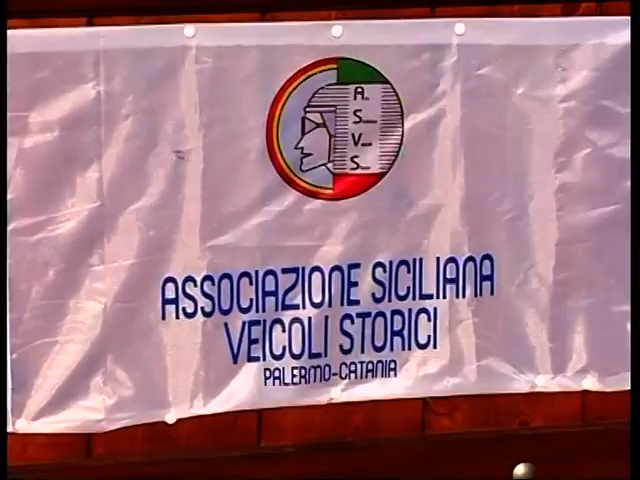 A.
S.
V.
S.
ASSOCIAZIONE SICILIANA
VEICOLI STORICI
PALERMO-CATANIA